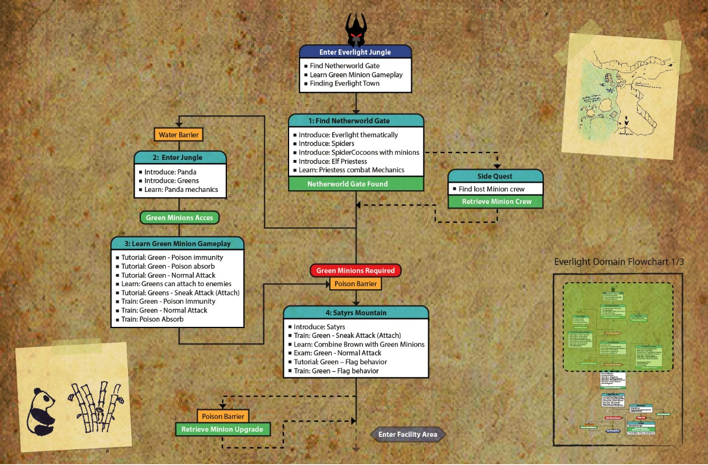 Enter Everlight Jungle
Find Netherworld Gate
Learn Green Minion Gameplay
Finding Everlight Town
1: Find Netherworld Gate
Introduce: Everlight thematically
Introduce: Spiders
Introduce: SpiderCocoons with minions
Introduce: Elf Priestess
Learn: Priestess combat Mechanics
Netherworld Gate Found
Water Barrier
2: Enter Jungle
Introduce: Panda
Introduce: Greens
Learn: Panda mechanics
Green Minions Acces
Side Quest
Find lost Minion crew
Retrieve Minion Crew
3: Learn Green Minion Gameplay
Tutorial: Green - Poison immunity
Tutorial: Green - Poison absorb
Tutorial: Green - Normal Attack
Learn: Greens can attach to enemies
Tutorial: Greens - Sneak Attack (Attach)
Train: Green - Poison Immunity
Train: Green - Normal Attack
Train: Poison Absorb
Green Minions Required
Poison Barrier
4: Satyrs Mountain
Introduce: Satyrs
Train: Green - Sneak Attack (Attach)
Learn: Combine Brown with Green Minions
Exam: Green - Normal Attack
Tutorial: Green – Flag behavior
Train: Green – Flag behavior
Poison Barrier
Retrieve Minion Upgrade
Enter Facility Area
Everlight Domain Flowchart 1/3